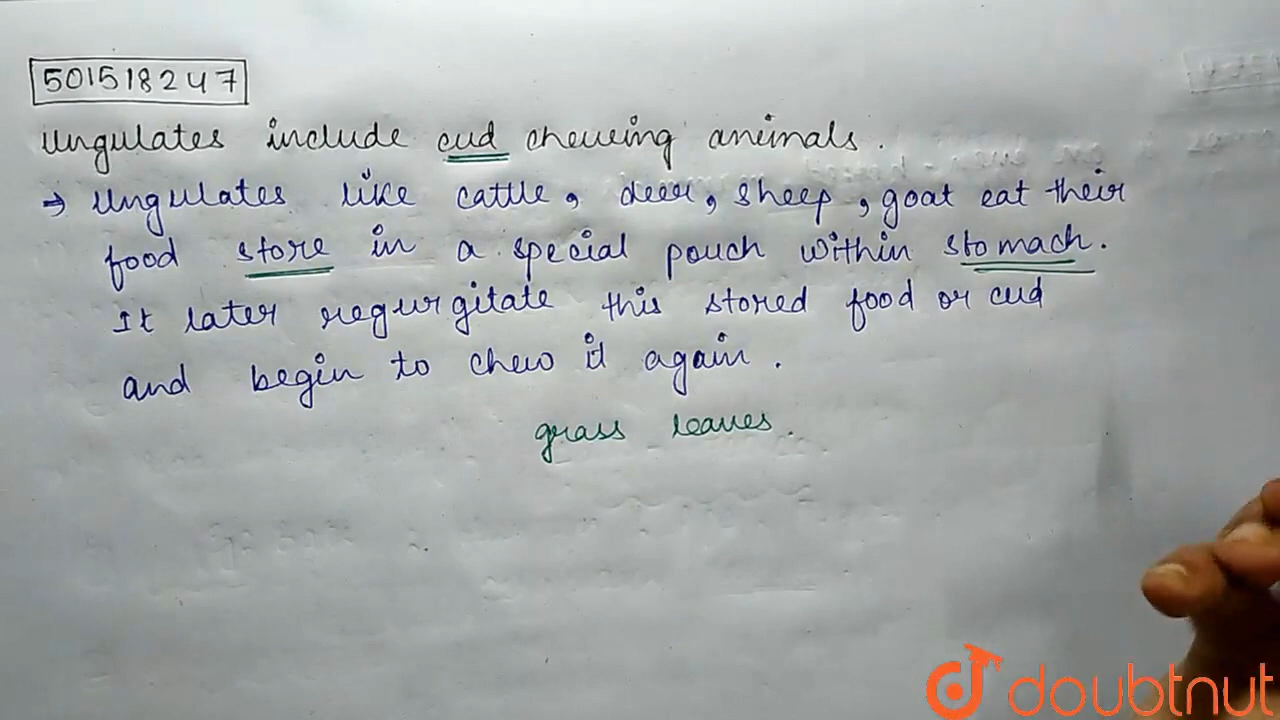 501518247
Ungulates include cud chewing animals.
→ Ungulates like cattle, deer, sheep, goat eat their
food store in a special pouch within stomach.
It later regurgitate this stored food or cud
and begin to chew it again.
grass leaves.
doubtnut